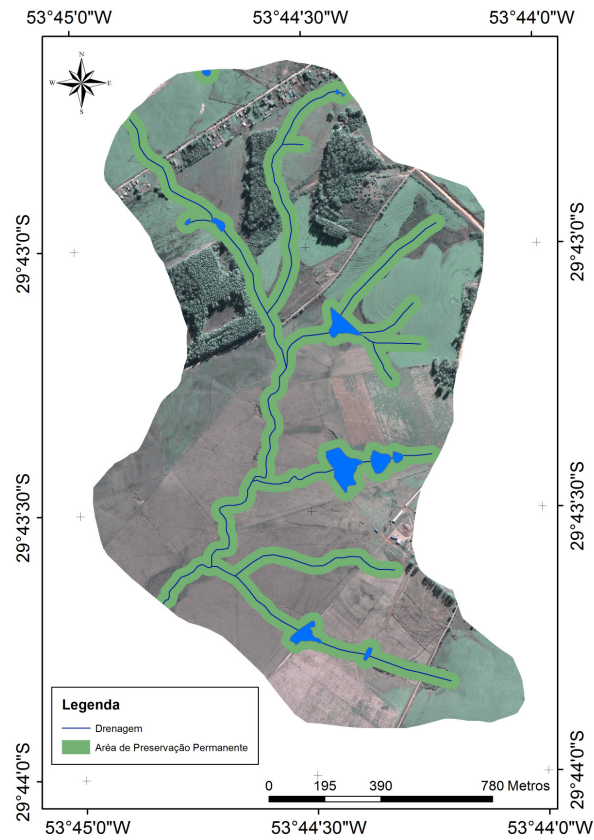 53°45'0"W 53°44'30"W 53°44'0"W
N
W E
S
29°43'0"S 29°43'0"S
29°43'30"S 29°43'30"S
Legenda
Drenagem
Aréa de Preservação Permanente
29°44'0"S 29°44'0"S
0 195 390 780 Metros
53°45'0"W 53°44'30"W 53°44'0"W